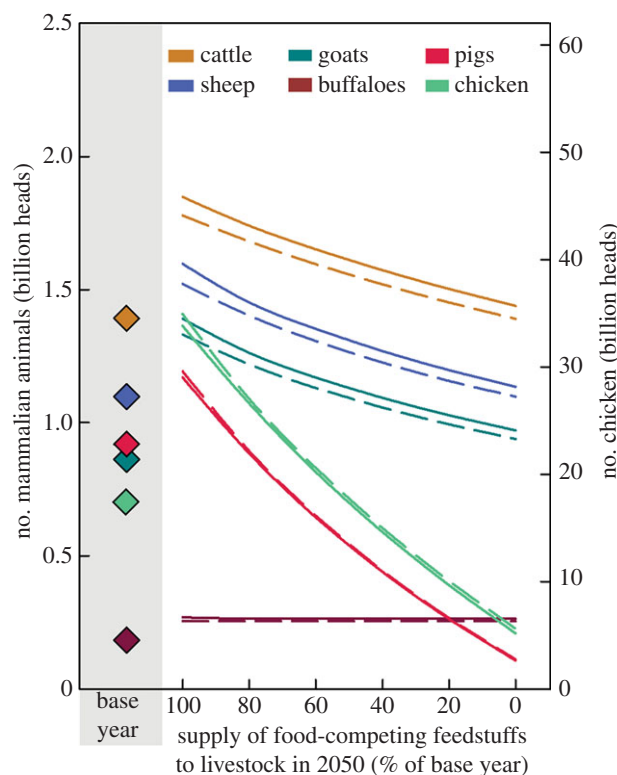 2.5
2.0
1.5
1.0
0.5
0
no. mammalian animals (billion heads)
cattle
goats
pigs
sheep
buffaloes
chicken
60
50
40
30
20
10
0
no. chicken (billion heads)
base
year
100 80 60 40 20 0
supply of food-competing feedstuffs
to livestock in 2050 (% of base year)